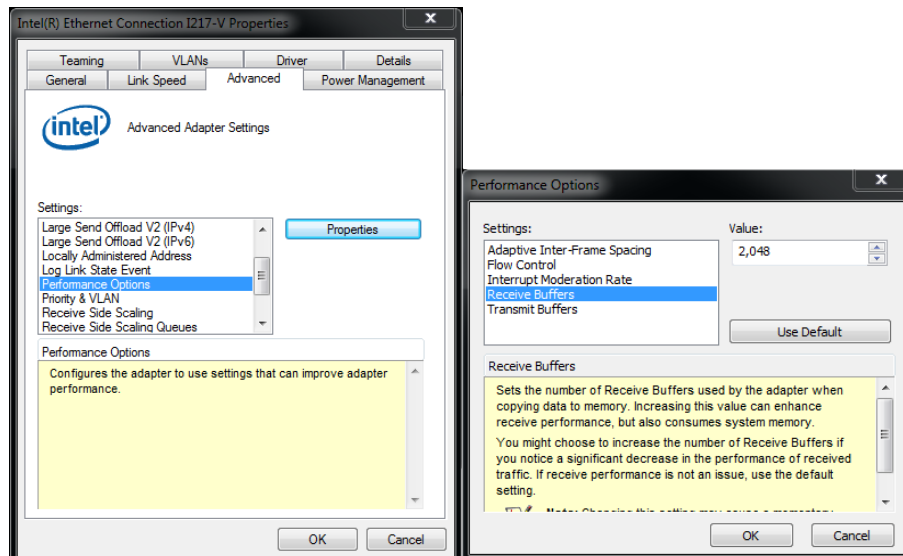 Intel(R) Ethernet Connection I217-V Properties
X
Teaming
VLANs
Driver
Details
General
Link Speed
Advanced
Power Management
intel
Advanced Adapter Settings
Settings:
Large Send Offload V2 (IPv4)
Large Send Offload V2 (IPv6)
Locally Administered Address
Log Link State Event
Performance Options
Priority & VLAN
Receive Side Scaling
Receive Side Scaling Queues
Properties
Performance Options
Configures the adapter to use settings that can improve adapter
performance.
OK
Cancel
Performance Options
X
Settings:
Adaptive Inter-Frame Spacing
Flow Control
Interrupt Moderation Rate
Receive Buffers
Transmit Buffers
Value:
2,048
Use Default
Receive Buffers
Sets the number of Receive Buffers used by the adapter when
copying data to memory. Increasing this value can enhance
receive performance, but also consumes system memory.
You might choose to increase the number of Receive Buffers if
you notice a significant decrease in the performance of received
traffic. If receive performance is not an issue, use the default
setting.
Note: Changing this setting may cause a momentary
OK
Cancel